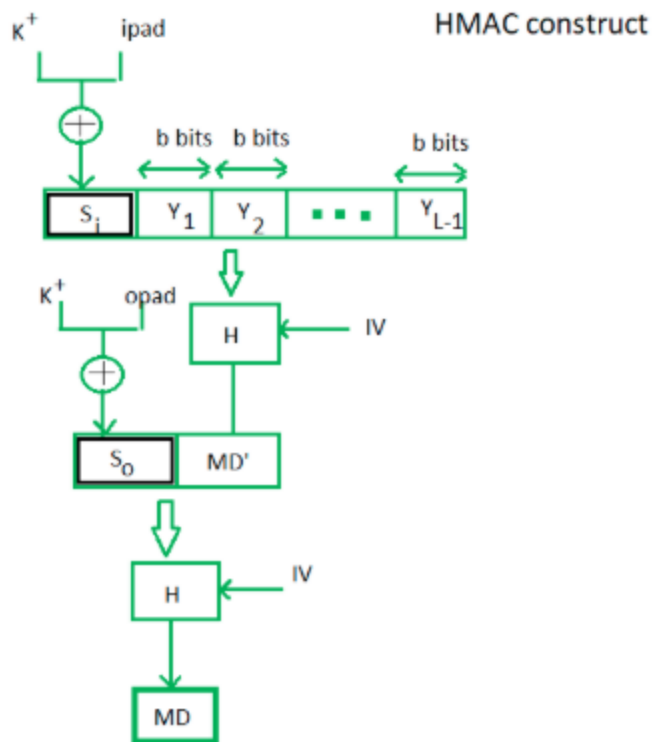 HMAC construct
K+ ipad
b bits b bits b bits
Si Y1 Y2 ... YL-1
K+ opad
H IV
So MD'
H IV
MD